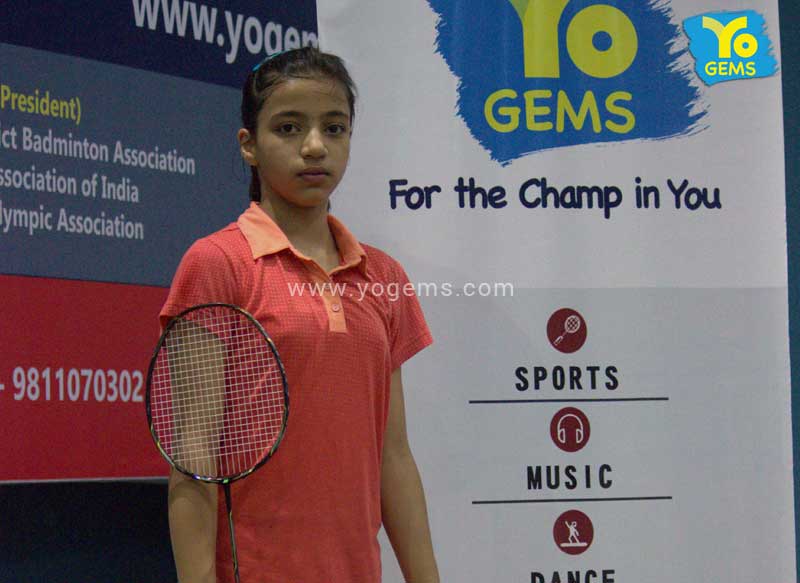 www.yogem
President)
ict Badminton Association
ssociation of India
lympic Association
- 9811070302
Yo
GEMS
For the Champ in You
SPORTS
MUSIC
DANCE
Yo
GEMS
www.yogems.com